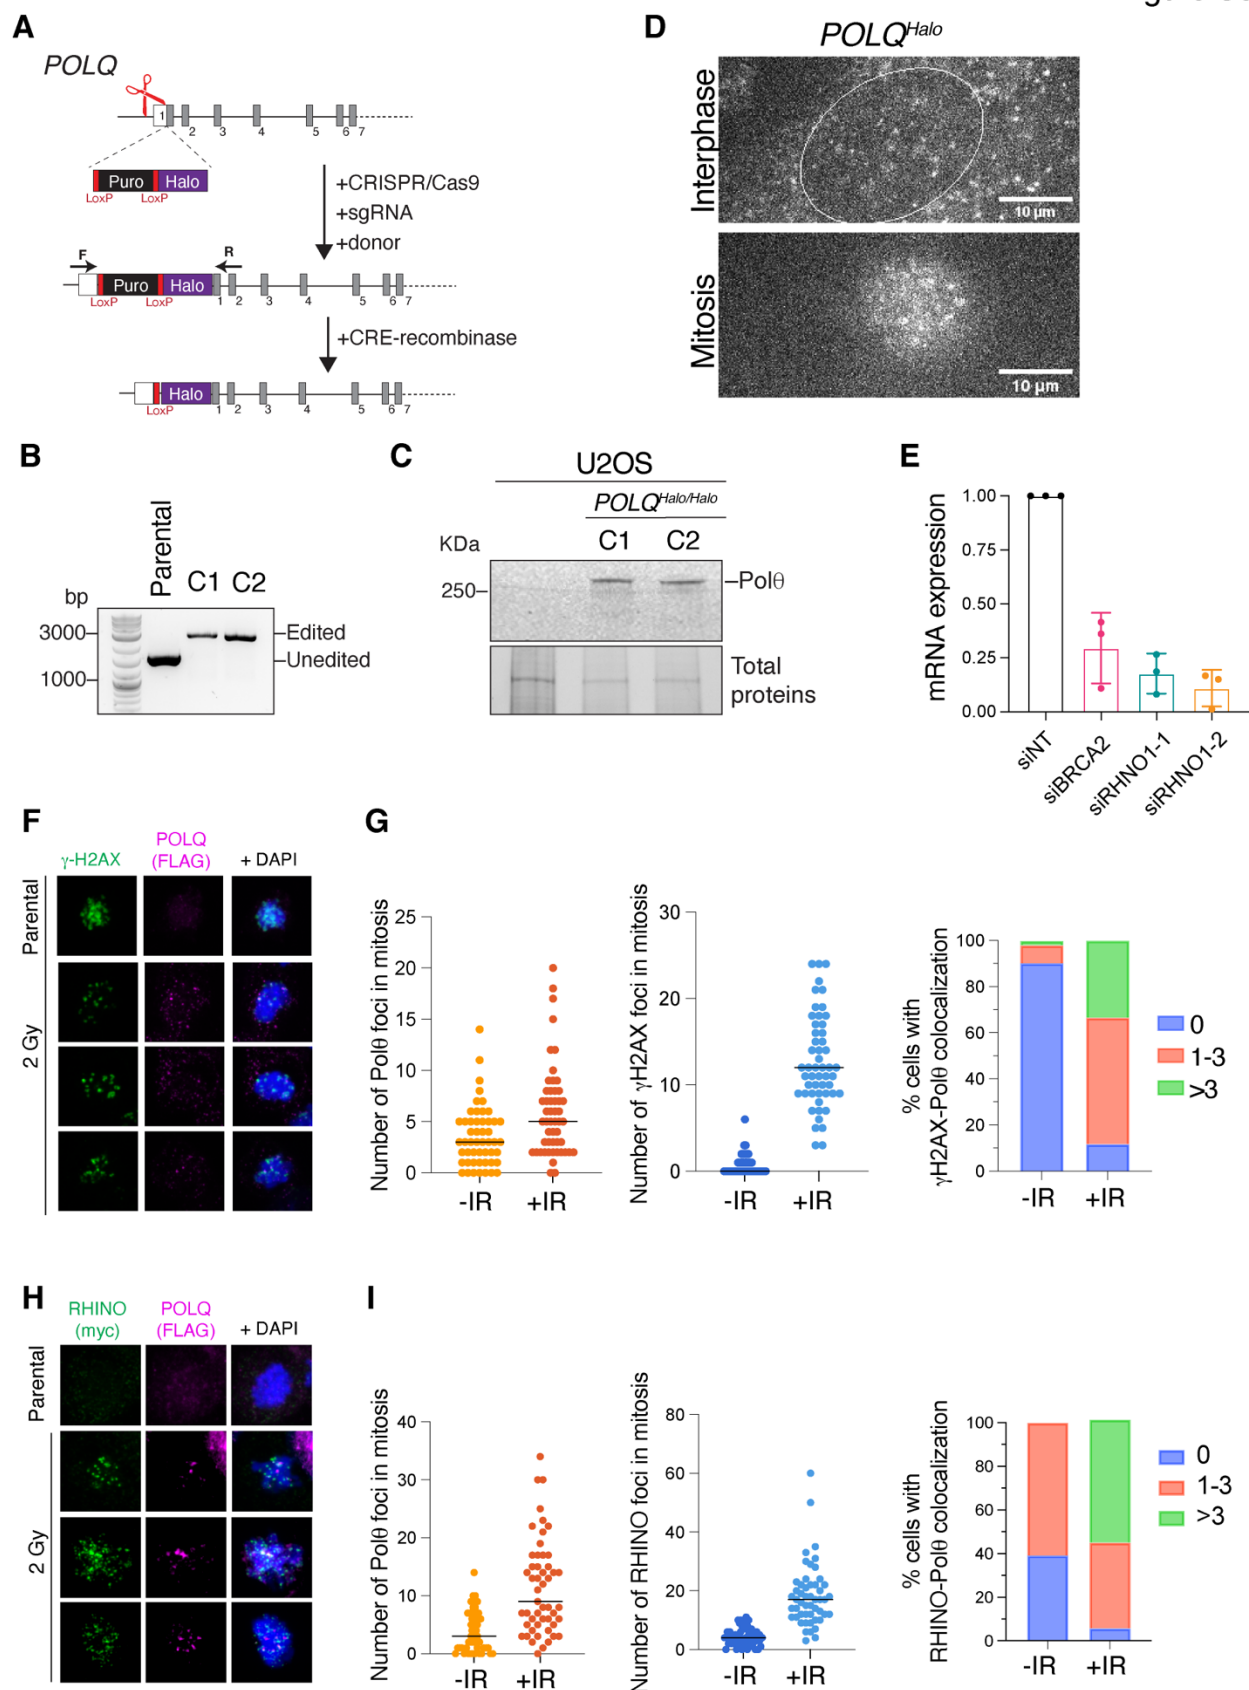 A
POLQ
1
2
3
4
5
6
7
Puro
Halo
LoxP
LoxP
+CRISPR/Cas9
+sgRNA
+donor
F
R
Puro
Halo
LoxP
LoxP
1
2
3
4
5
6
7
+CRE-recombinase
Halo
LoxP
1
2
3
4
5
6
7
D
POLQHalo
Interphase
10 µm
Mitosis
10 µm
B
Parental
C1
C2
bp
3000
1000
Edited
Unedited
C
U2OS
POLQHalo/Halo
KDa
C1
C2
250
Polθ
Total
proteins
E
mRNA expression
1.00
0.75
0.50
0.25
0.00
siNT
siBRCA2
siRHNO1-1
siRHNO1-2
F
γ-H2AX
POLQ
(FLAG)
+ DAPI
Parental
2 Gy
G
Number of Polθ foci in mitosis
25
20
15
10
5
0
-IR
+IR
Number of γH2AX foci in mitosis
30
20
10
0
-IR
+IR
% cells with
γH2AX-Polθ colocalization
100
80
60
40
20
0
-IR
+IR
0
1-3
>3
H
RHINO
(myc)
POLQ
(FLAG)
+ DAPI
Parental
2 Gy
I
Number of Polθ foci in mitosis
40
30
20
10
0
-IR
+IR
Number of RHINO foci in mitosis
80
60
40
20
0
-IR
+IR
% cells with
RHINO-Polθ colocalization
100
80
60
40
20
0
-IR
+IR
0
1-3
>3